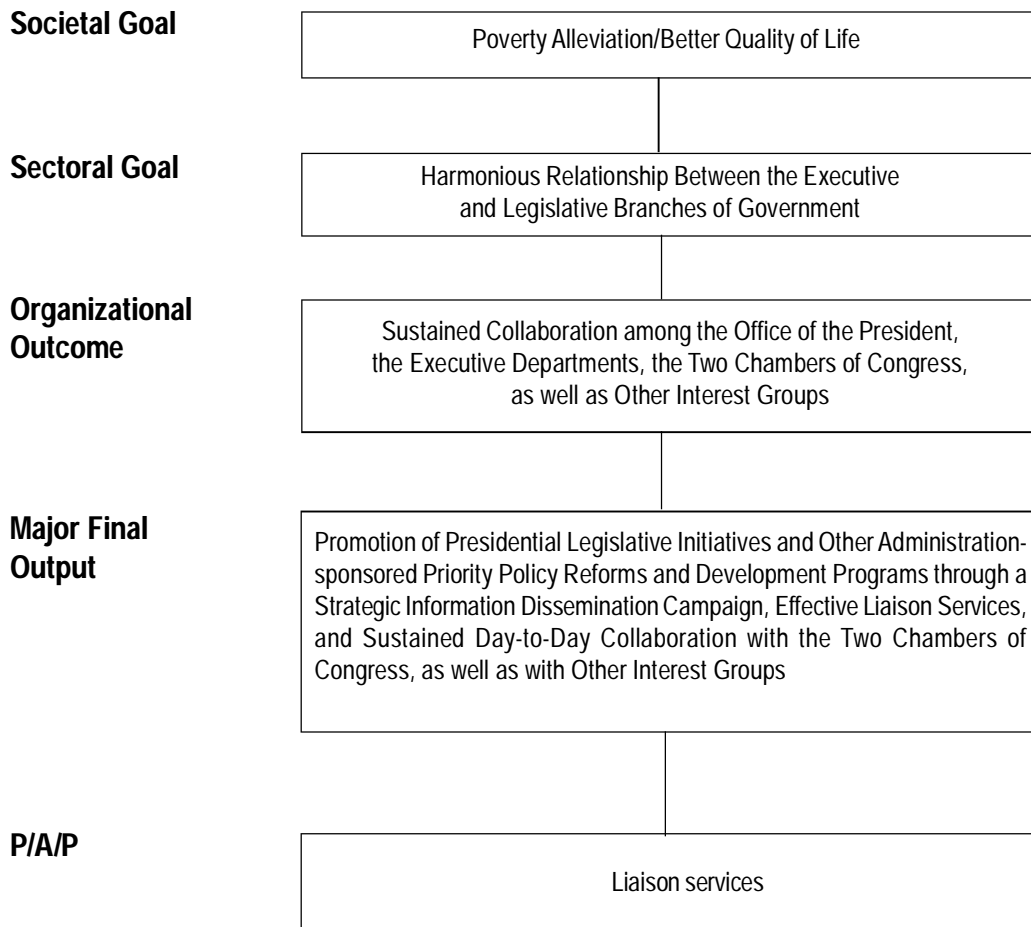 Societal Goal
Poverty Alleviation/Better Quality of Life
Sectoral Goal
Harmonious Relationship Between the Executive
and Legislative Branches of Government
Organizational
Outcome
Sustained Collaboration among the Office of the President,
the Executive Departments, the Two Chambers of Congress,
as well as Other Interest Groups
Major Final
Output
Promotion of Presidential Legislative Initiatives and Other Administration-
sponsored Priority Policy Reforms and Development Programs through a
Strategic Information Dissemination Campaign, Effective Liaison Services,
and Sustained Day-to-Day Collaboration with the Two Chambers of
Congress, as well as with Other Interest Groups
P/A/P
Liaison services